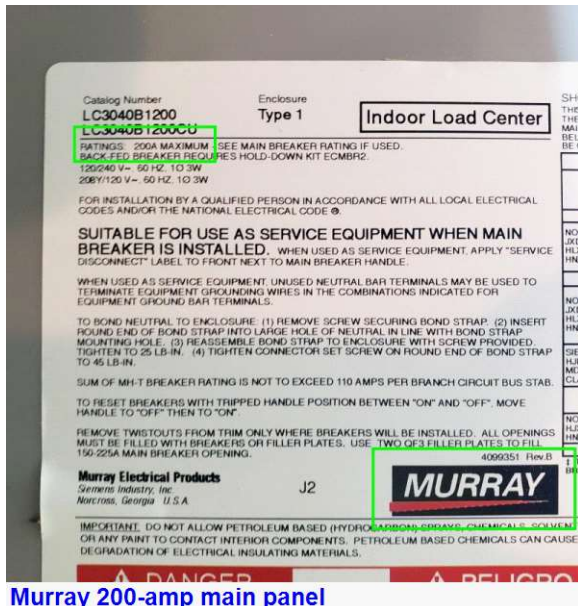 Catalog Number
Enclosure
LC3040B1200
Type 1
Indoor Load Center
LC3040B1200CU
RATINGS: 200A MAXIMUM - SEE MAIN BREAKER RATING IF USED.
BACK-FED BREAKER REQUIRES HOLD-DOWN KIT ECMBR2.
120/240 V~, 60 HZ, 1Ø 3W
208Y/120 V~, 60 HZ, 1Ø 3W
FOR INSTALLATION BY A QUALIFIED PERSON IN ACCORDANCE WITH ALL LOCAL ELECTRICAL
CODES AND/OR THE NATIONAL ELECTRICAL CODE ®.
SUITABLE FOR USE AS SERVICE EQUIPMENT WHEN MAIN
BREAKER IS INSTALLED. WHEN USED AS SERVICE EQUIPMENT, APPLY "SERVICE
DISCONNECT" LABEL TO FRONT NEXT TO MAIN BREAKER HANDLE.
WHEN USED AS SERVICE EQUIPMENT, UNUSED NEUTRAL BAR TERMINALS MAY BE USED TO
TERMINATE EQUIPMENT GROUNDING WIRES IN THE COMBINATIONS INDICATED FOR
EQUIPMENT GROUND BAR TERMINALS.
TO BOND NEUTRAL TO ENCLOSURE: (1) REMOVE SCREW SECURING BOND STRAP. (2) INSERT
ROUND END OF BOND STRAP INTO LARGE HOLE OF NEUTRAL IN LINE WITH BOND STRAP
MOUNTING HOLE. (3) REASSEMBLE BOND STRAP TO ENCLOSURE WITH SCREW PROVIDED.
TIGHTEN TO 25 LB-IN. (4) TIGHTEN CONNECTOR SET SCREW ON ROUND END OF BOND STRAP
TO 45 LB-IN.
SUM OF MH-T BREAKER RATING IS NOT TO EXCEED 110 AMPS PER BRANCH CIRCUIT BUS STAB.
TO RESET BREAKERS WITH TRIPPED HANDLE POSITION BETWEEN "ON" AND "OFF", MOVE
HANDLE TO "OFF" THEN TO "ON".
REMOVE TWISTOUTS FROM TRIM ONLY WHERE BREAKERS WILL BE INSTALLED. ALL OPENINGS
MUST BE FILLED WITH BREAKERS OR FILLER PLATES. USE TWO QF3 FILLER PLATES TO FILL
150-225A MAIN BREAKER OPENING.
4099351 Rev.B
Murray Electrical Products
Siemens Industry, Inc.
Norcross, Georgia U.S.A.
J2
MURRAY
IMPORTANT: DO NOT ALLOW PETROLEUM BASED (HYDROCARBON) SPRAYS, CHEMICALS, SOLVENT
OR ANY PAINT TO CONTACT INTERIOR COMPONENTS. PETROLEUM BASED CHEMICALS CAN CAUSE
DEGRADATION OF ELECTRICAL INSULATING MATERIALS.
DANGER
PELIGRO
Murray 200-amp main panel